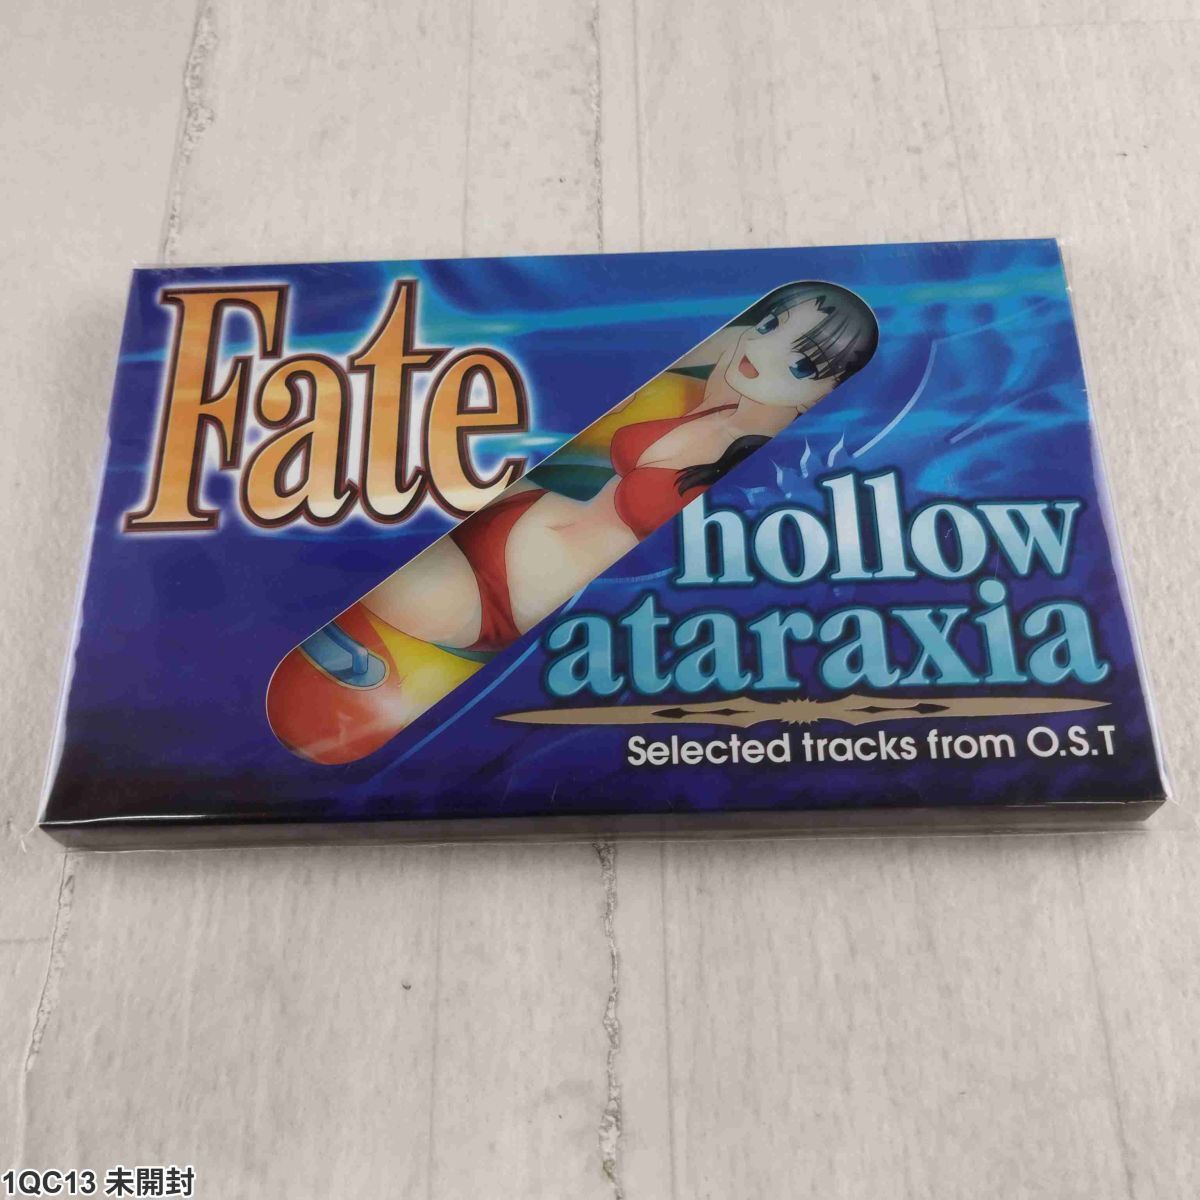 Fate
hollow
ataraxia
Selected tracks from O.S.T
1QC13 未開封